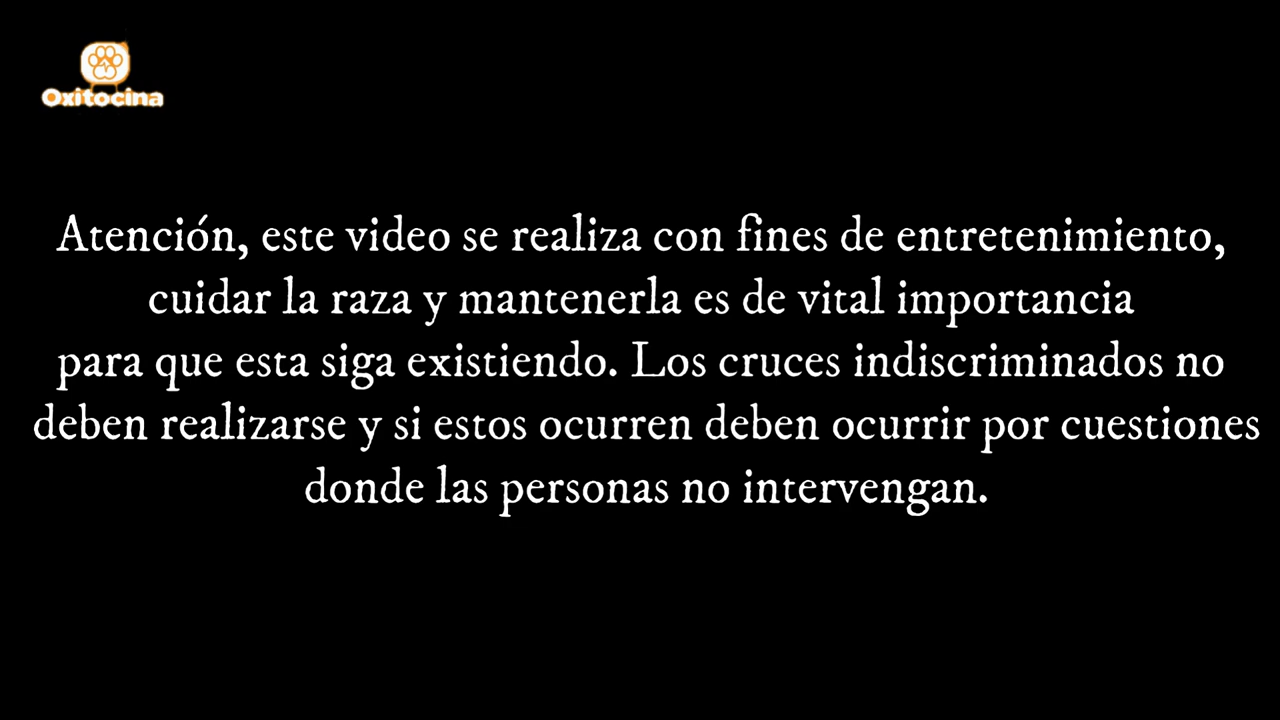 Oxitocina
Atención, este video se realiza con fines de entretenimiento,
cuidar la raza y mantenerla es de vital importancia
para que esta siga existiendo. Los cruces indiscriminados no
deben realizarse y si estos ocurren deben ocurrir por cuestiones
donde las personas no intervengan.